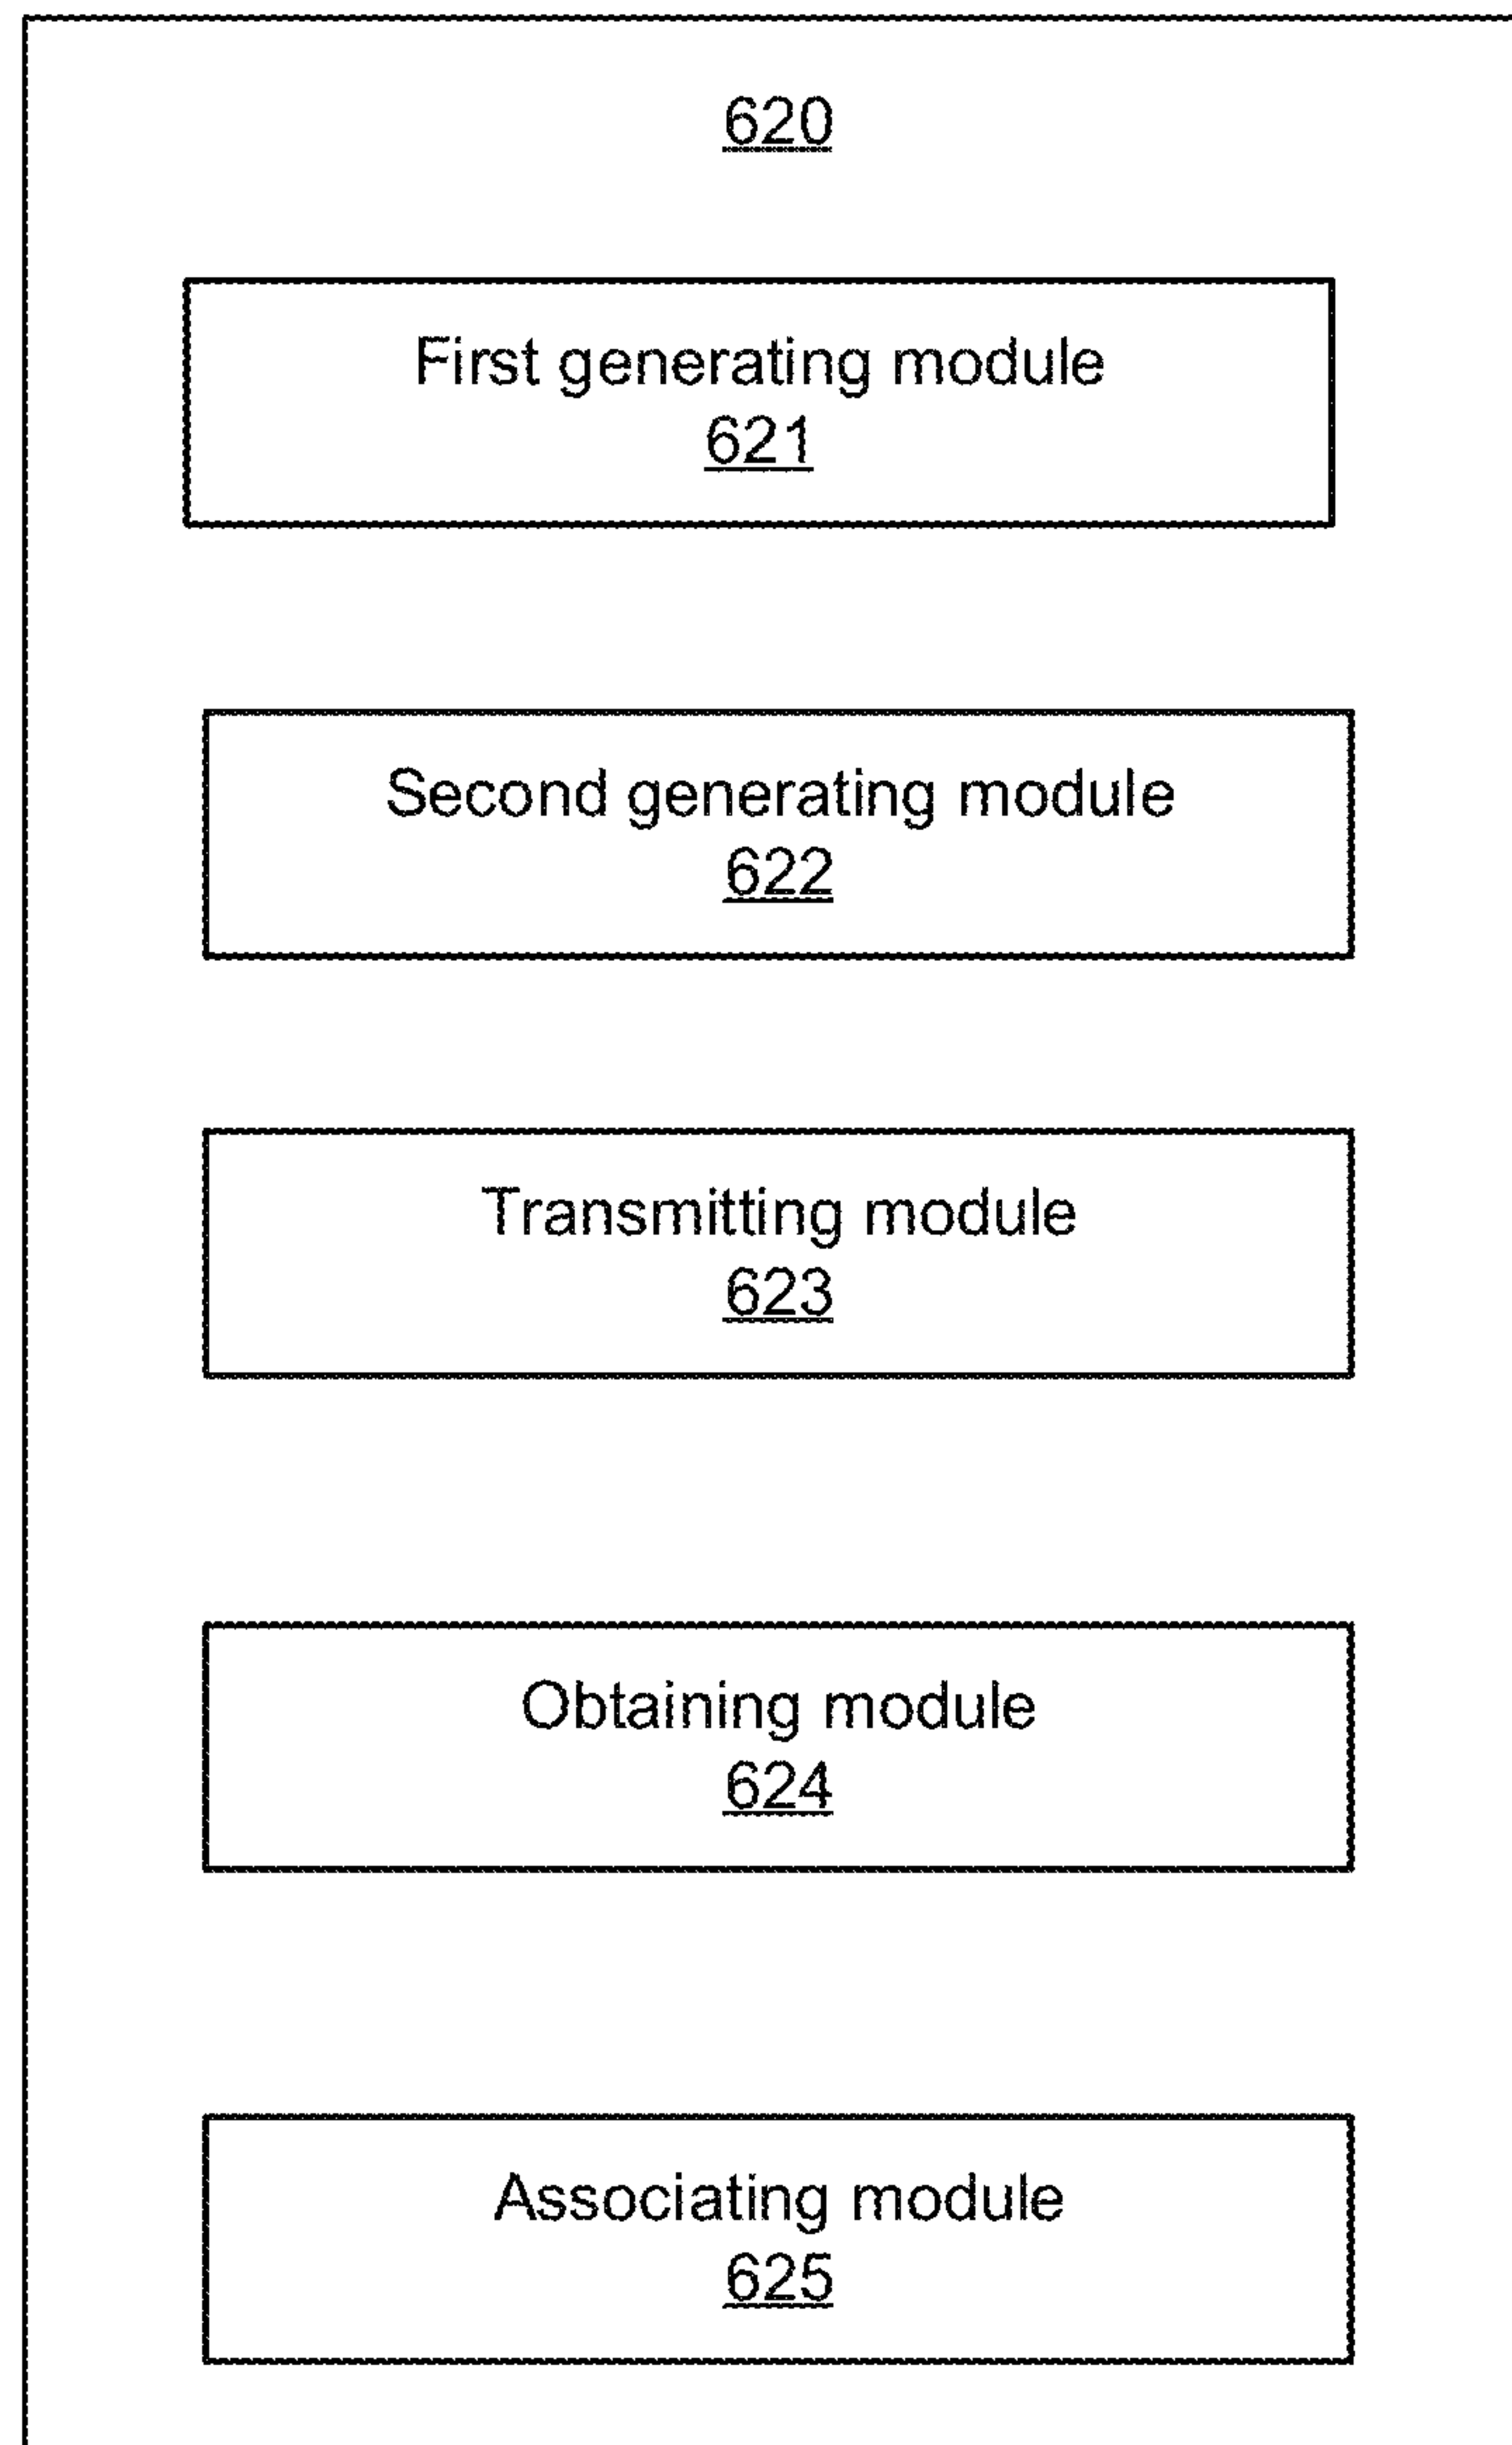 620
First generating module
621
Second generating module
622
Transmitting module
623
Obtaining module
624
Associating module
625